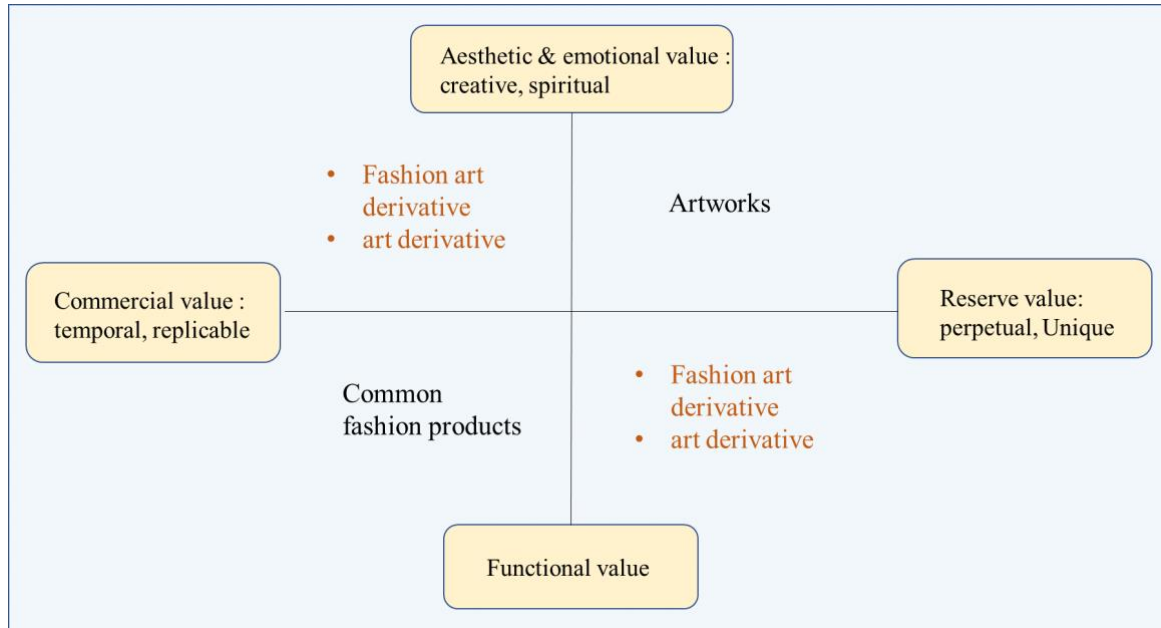 Aesthetic & emotional value :
creative, spiritual
• Fashion art
derivative
• art derivative
Artworks
Commercial value :
temporal, replicable
Reserve value:
perpetual, Unique
Common
fashion products
• Fashion art
derivative
• art derivative
Functional value